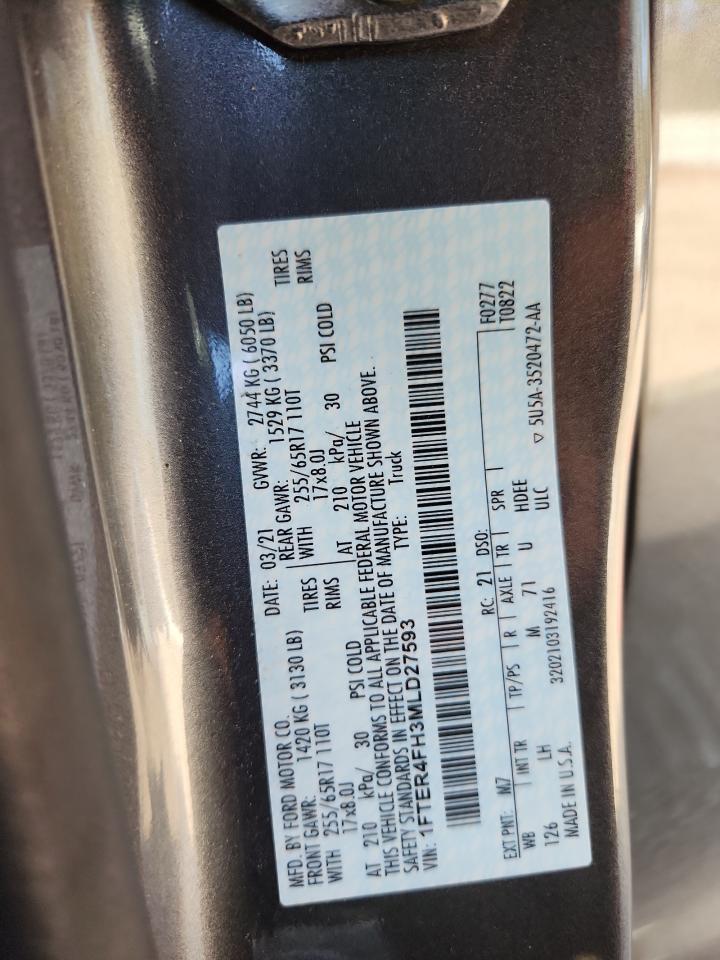 MFD. BY FORD MOTOR CO.
DATE: 03/21 GVWR: 2744 KG ( 6050 LB)
FRONT GAWR: 1420 KG ( 3130 LB) REAR GAWR: 1529 KG ( 3370 LB)
WITH 255/65R17 110T TIRES WITH 255/65R17 110T TIRES
17x8.0J RIMS 17x8.0J RIMS
AT 210 kPa/ 30 PSI COLD AT 210 kPa/ 30 PSI COLD
THIS VEHICLE CONFORMS TO ALL APPLICABLE FEDERAL MOTOR VEHICLE
SAFETY STANDARDS IN EFFECT ON THE DATE OF MANUFACTURE SHOWN ABOVE.
VIN: 1FTER4FH3MLD27593 TYPE: Truck
EXT PNT: M7 RC: 21 DSO: F0277
WB INT TR TP/PS R AXLE TR SPR T0822
126 LH M 71 U HDEE
ULC
MADE IN U.S.A. 3202103192416 ▽ 5U5A-3520472-AA